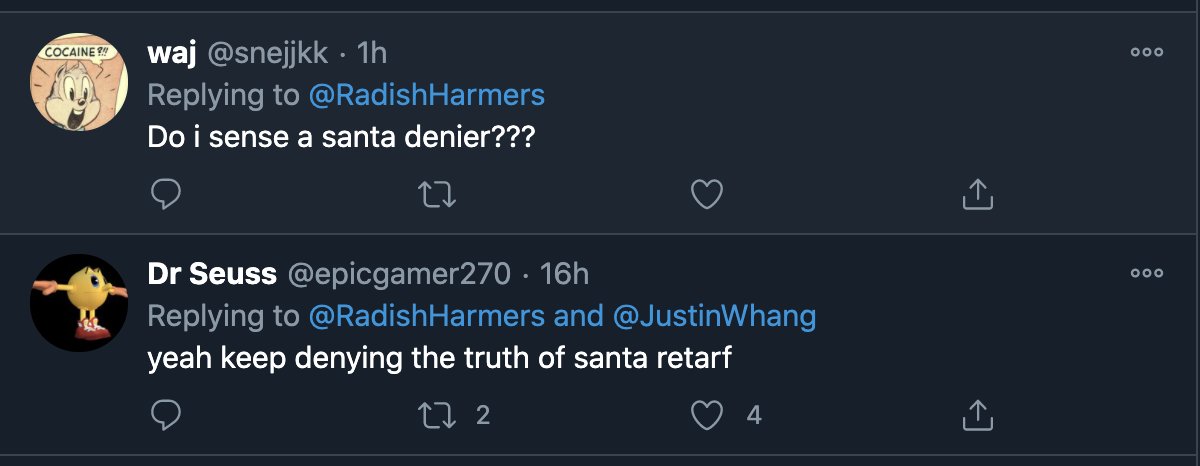 COCAINE?!!
waj @snejjkk · 1h
Replying to @RadishHarmers
Do i sense a santa denier???
Dr Seuss @epicgamer270 · 16h
Replying to @RadishHarmers and @JustinWhang
yeah keep denying the truth of santa retarf
2 4